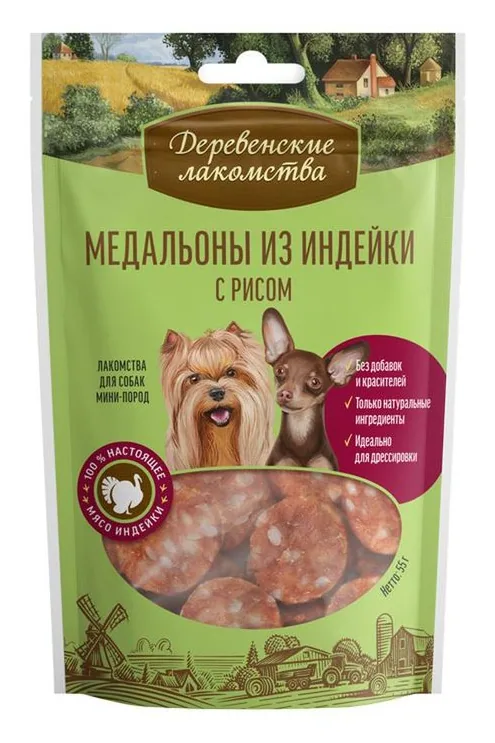 Деревенские
лакомства
МЕДАЛЬОНЫ ИЗ ИНДЕЙКИ
С РИСОМ
ЛАКОМСТВА
ДЛЯ СОБАК
МИНИ-ПОРОД
Без добавок
и красителей
Только натуральные
ингредиенты
Идеально
для дрессировки
100% НАСТОЯЩЕЕ
МЯСО ИНДЕЙКИ
Нетто: 55 г